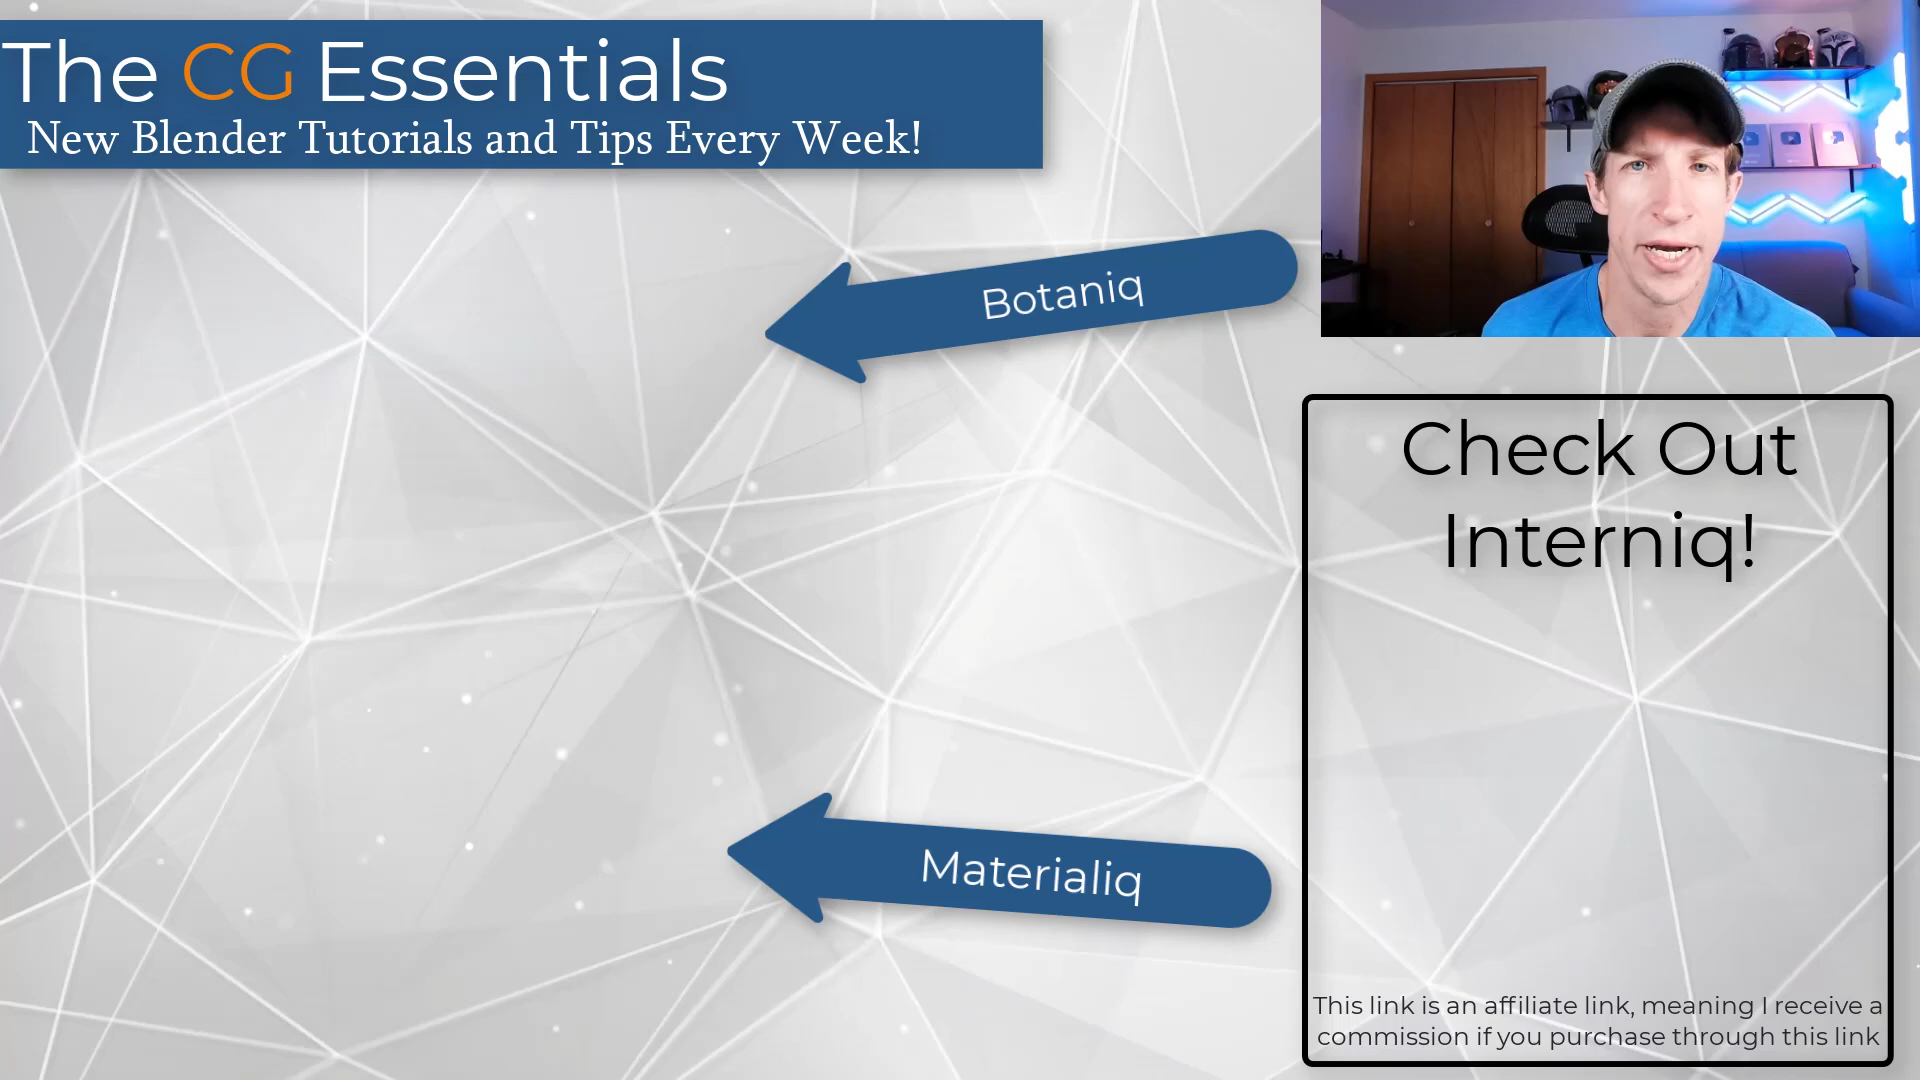 The CG Essentials
New Blender Tutorials and Tips Every Week!
Botaniq
Check Out
Interniq!
Materialiq
This link is an affiliate link, meaning I receive a
commission if you purchase through this link